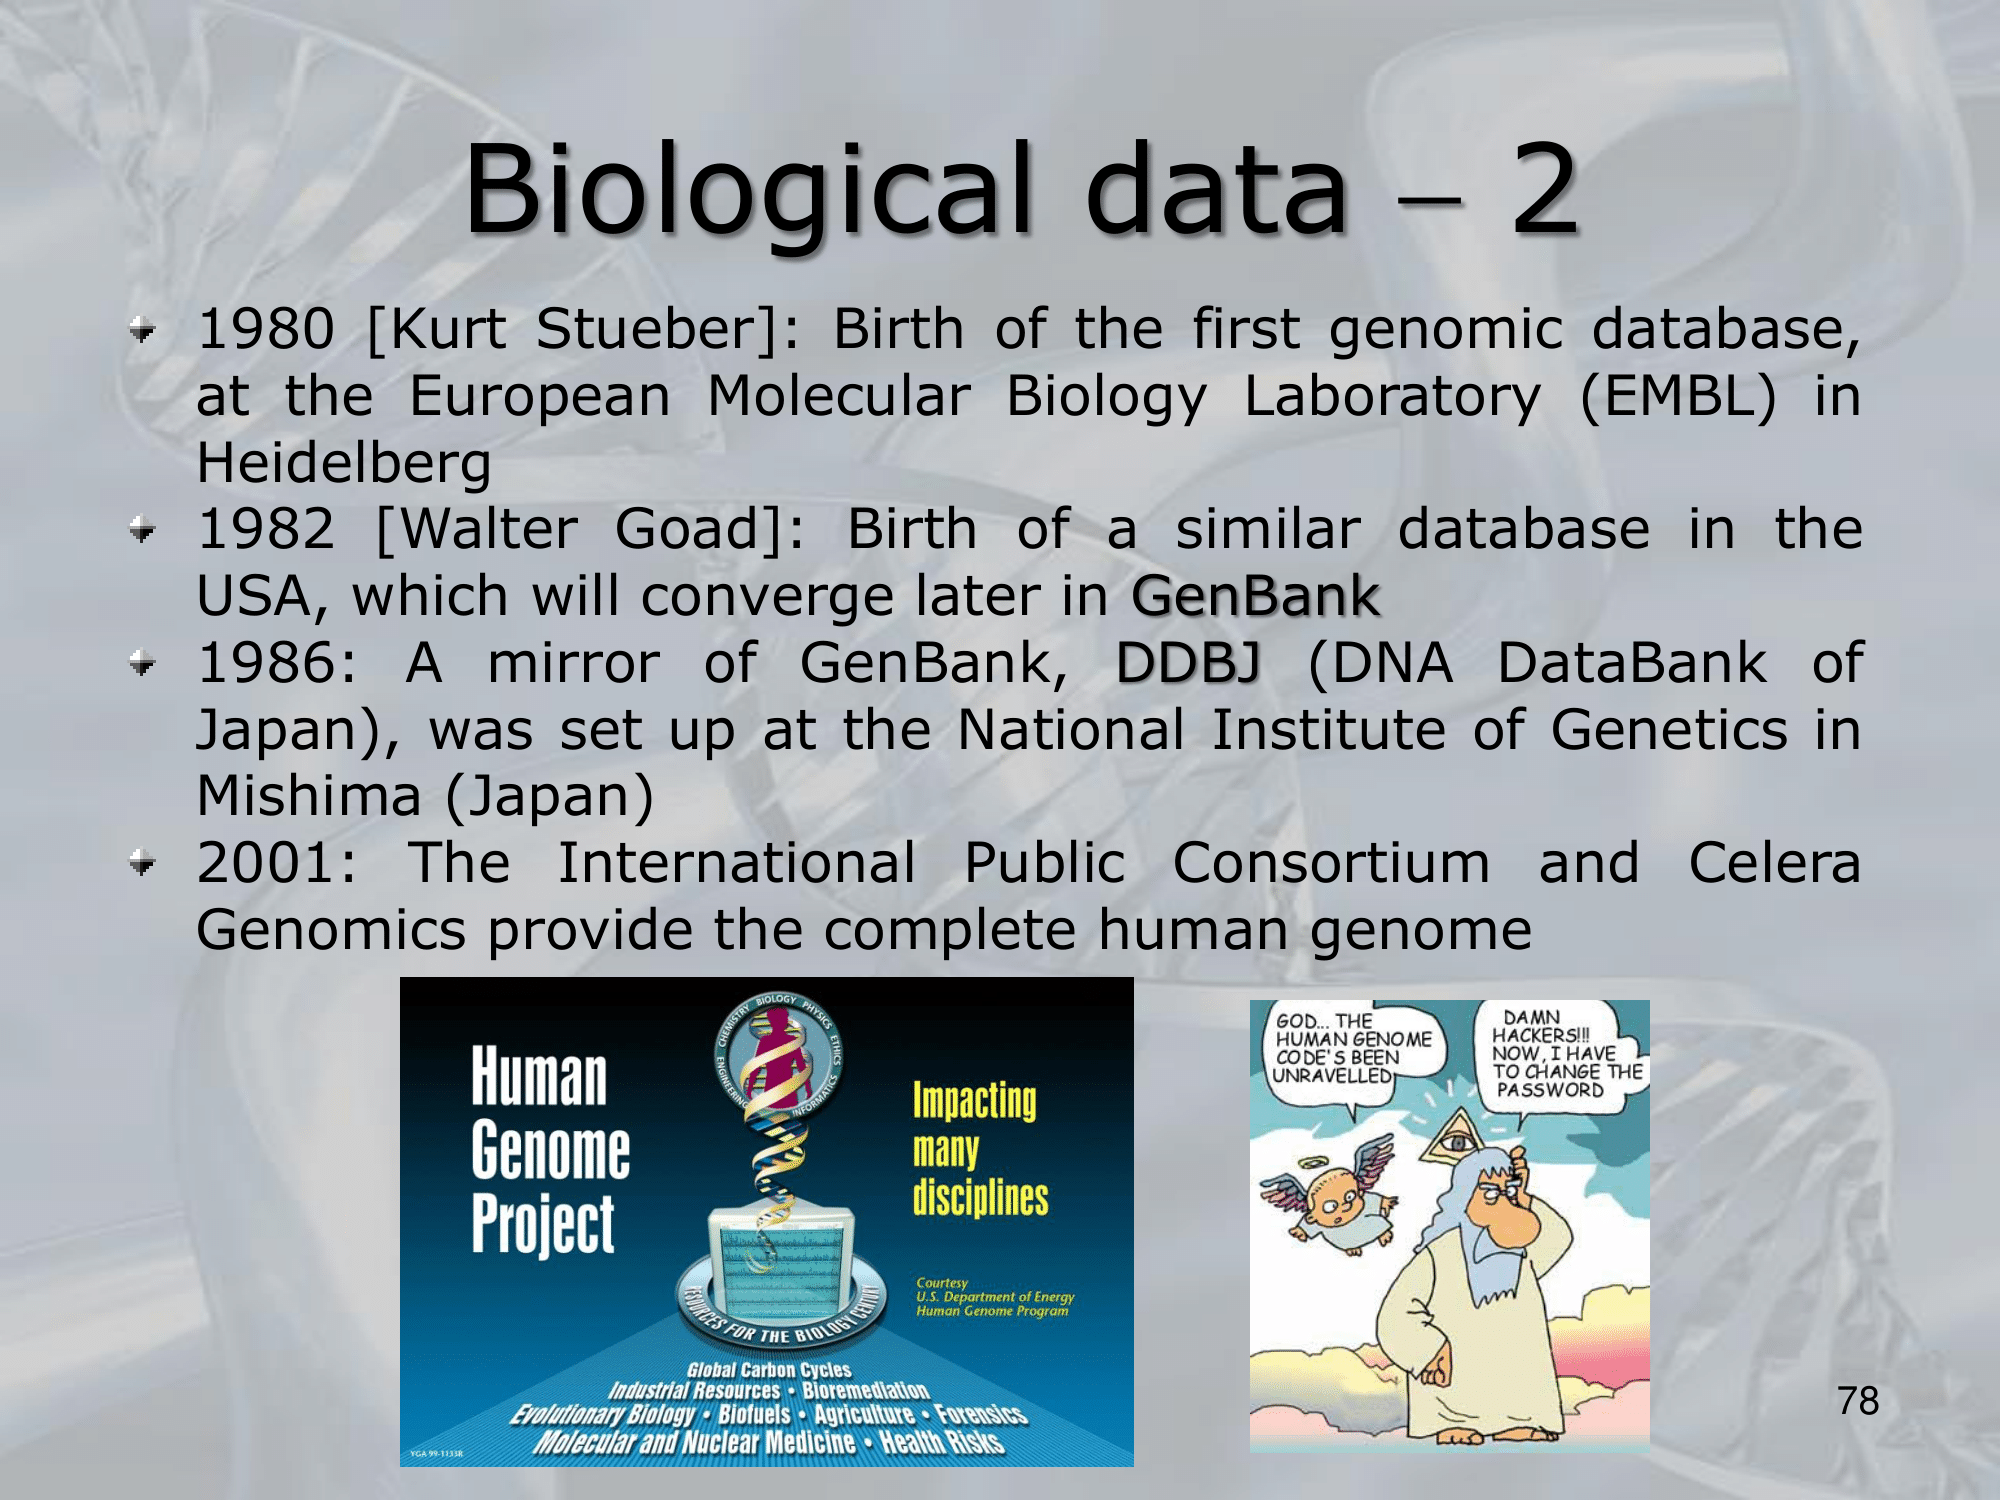 Biological data – 2
1980 [Kurt Stueber]: Birth of the first genomic database,
at the European Molecular Biology Laboratory (EMBL) in
Heidelberg
1982 [Walter Goad]: Birth of a similar database in the
USA, which will converge later in GenBank
1986: A mirror of GenBank, DDBJ (DNA DataBank of
Japan), was set up at the National Institute of Genetics in
Mishima (Japan)
2001: The International Public Consortium and Celera
Genomics provide the complete human genome
Human
Genome
Project
ENGINEERING CHEMISTRY BIOLOGY PHYSICS ETHICS INFORMATICS
Impacting
many
disciplines
Courtesy
U.S. Department of Energy
Human Genome Program
RESOURCES FOR THE BIOLOGY CENTURY
Global Carbon Cycles
Industrial Resources • Bioremediation
Evolutionary Biology • Biofuels • Agriculture • Forensics
Molecular and Nuclear Medicine • Health Risks
YGA 99-1133R
GOD... THE
HUMAN GENOME
CODE'S BEEN
UNRAVELLED
DAMN
HACKERS!!!
NOW, I HAVE
TO CHANGE THE
PASSWORD
78